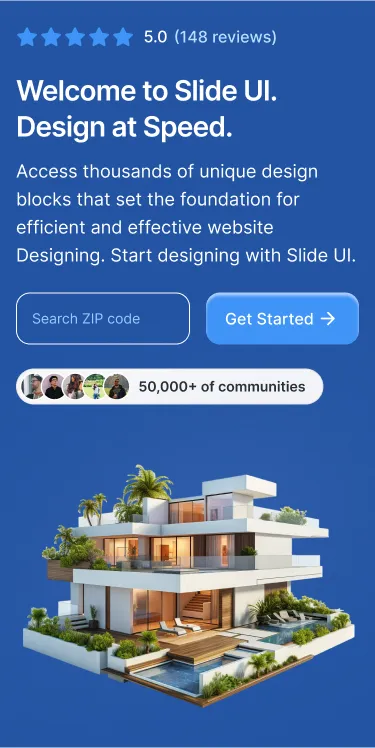 5.0 (148 reviews)
Welcome to Slide UI.
Design at Speed.
Access thousands of unique design
blocks that set the foundation for
efficient and effective website
Designing. Start designing with Slide UI.
Search ZIP code
Get Started
50,000+ of communities